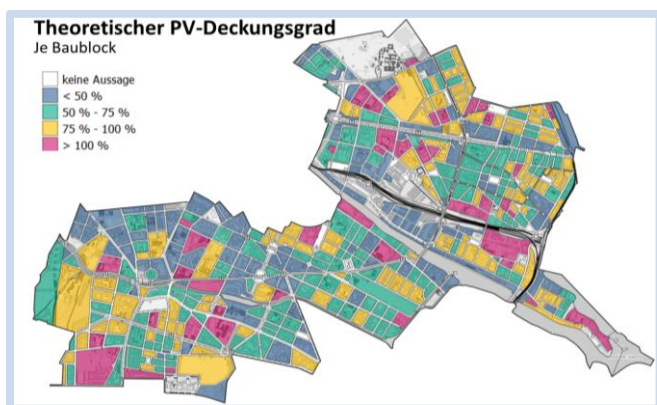 Theoretischer PV-Deckungsgrad
Je Baublock
keine Aussage
< 50 %
50 % - 75 %
75 % - 100 %
> 100 %